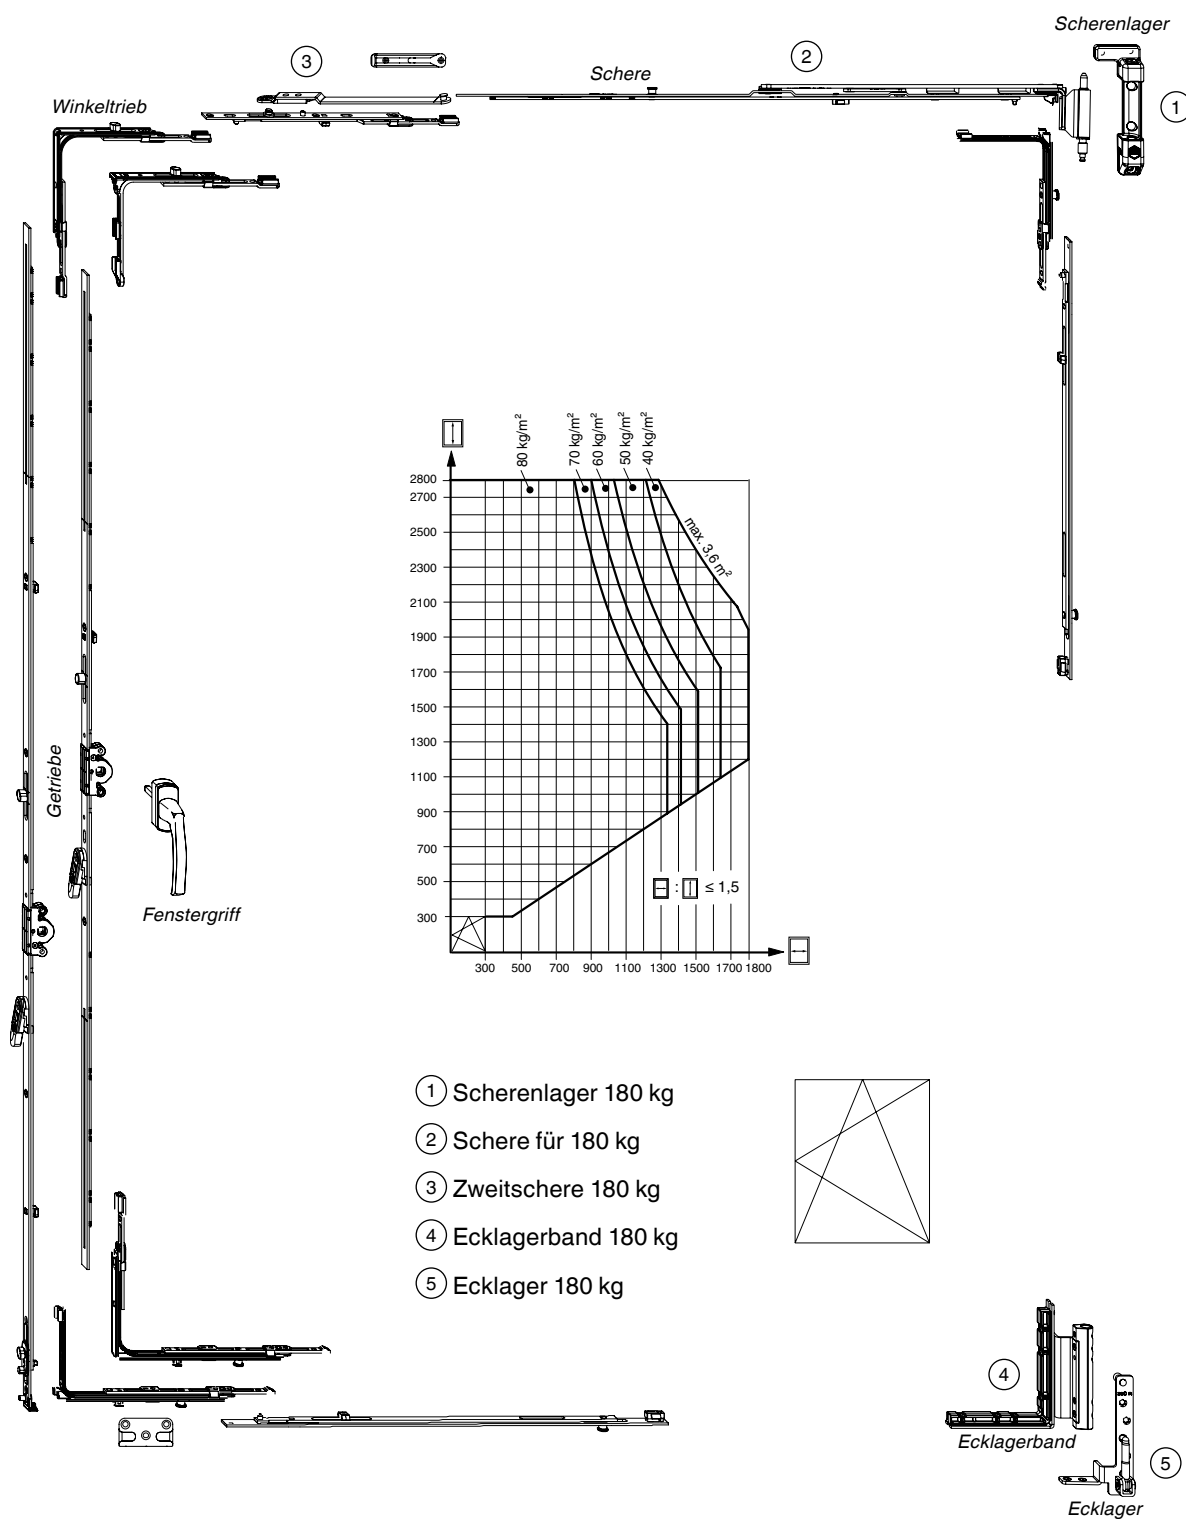 Scherenlager
3
2
Schere
Winkeltrieb
1
80 kg/m²
70 kg/m²
60 kg/m²
50 kg/m²
40 kg/m²
2800
2700
2500
2300
2100
1900
1700
1500
1300
1100
900
700
500
300
max. 3,6 m²
: ≤ 1,5
300 500 700 900 1100 1300 1500 1700 1800
Getriebe
Fenstergriff
1 Scherenlager 180 kg
2 Schere für 180 kg
3 Zweitschere 180 kg
4 Ecklagerband 180 kg
5 Ecklager 180 kg
4
Ecklagerband
5
Ecklager